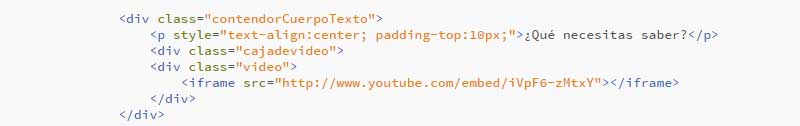 <div class="contendorCuerpoTexto">
<p style="text-align:center; padding-top:10px;">¿Qué necesitas saber?</p>
<div class="cajadevideo">
<div class="video">
<iframe src="http://www.youtube.com/embed/iVpF6-zMtxY"></iframe>
</div>
</div>